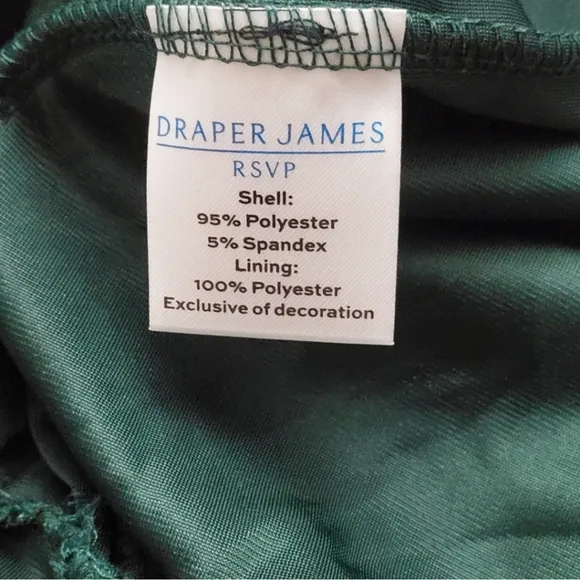 DRAPER JAMES
RSVP
Shell:
95% Polyester
5% Spandex
Lining:
100% Polyester
Exclusive of decoration